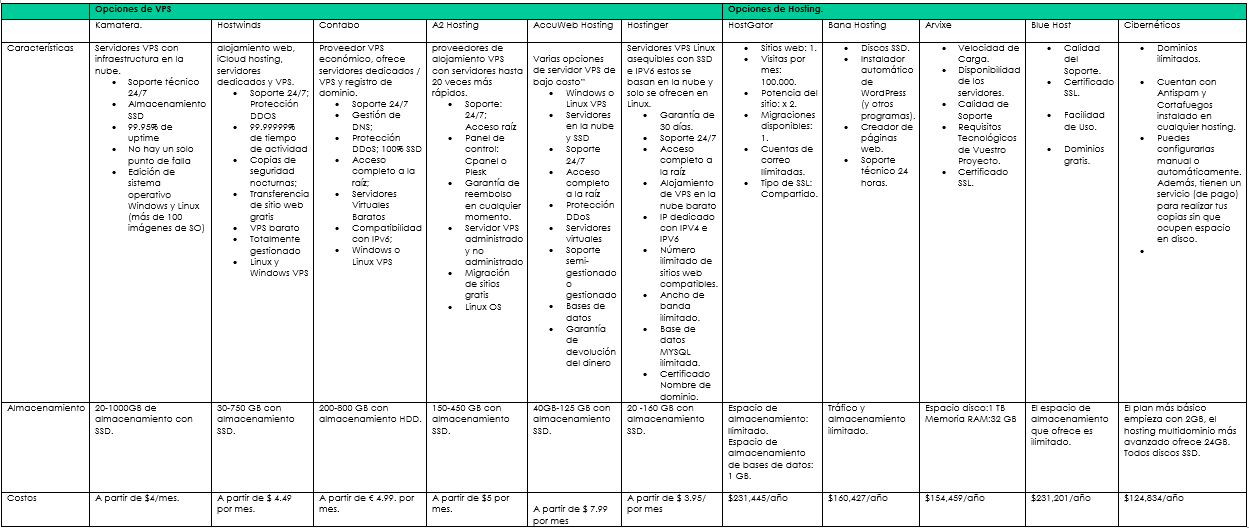 Opciones de VPS
Opciones de Hosting.
Kamatera.
Hostwinds
Contabo
A2 Hosting
AccuWeb Hosting
Hostinger
HostGator
Bana Hosting
Arvixe
Blue Host
Cibernéticos
Características
Servidores VPS con
infraestructura en la
nube.
• Soporte técnico
24/7
• Almacenamiento
SSD
• 99.95% de
uptime
• No hay un solo
punto de falla
• Edición de
sistema
operativo
Windows y Linux
(más de 100
imágenes de SO)
alojamiento web,
iCloud hosting,
servidores
dedicados y VPS.
• Soporte 24/7;
Protección
DDOS
• 99.99999%
de tiempo
de actividad
• Copias de
seguridad
nocturnas;
• Transferencia
de sitio web
gratis
• VPS barato
• Totalmente
gestionado
• Linux y
Windows VPS
Proveedor VPS
económico, ofrece
servidores dedicados /
VPS y registro de
dominio.
• Soporte 24/7
• Gestión de
DNS;
• Protección
DDoS; 100% SSD
• Acceso
completo a la
raíz;
• Servidores
Virtuales
Baratos
• Compatibilidad
con IPv6;
• Windows o
Linux VPS
proveedores de
alojamiento VPS
con servidores hasta
20 veces más
rápidos.
• Soporte:
24/7;
Acceso raíz
• Panel de
control:
Cpanel o
Plesk
• Garantía de
reembolso
en cualquier
momento.
• Servidor VPS
administrado
y no
administrado
• Migración
de sitios
gratis
• Linux OS
Varias opciones
de servidor VPS de
bajo costo"
• Windows o
Linux VPS
• Servidores
en la nube
y SSD
• Soporte
24/7
• Acceso
completo
a la raíz
• Protección
DDoS
• Servidores
virtuales
• Soporte
semi-
gestionado
o
gestionado
• Bases de
datos
• Garantía
de
devolución
del dinero
Servidores VPS Linux
asequibles con SSD
e IPV6 estos se
basan en la nube y
solo se ofrecen en
Linux.
• Garantía de
30 días.
• Soporte 24/7
• Acceso
completo a
la raíz
• Alojamiento
de VPS en la
nube barato
• IP dedicado
con IPV4 e
IPV6
• Número
ilimitado de
sitios web
compatibles.
• Ancho de
banda
ilimitado.
• Base de
datos
MYSQL
ilimitada.
• Certificado
Nombre de
dominio.
• Sitios web: 1.
• Visitas por
mes:
100.000.
• Potencia del
sitio: x 2.
• Migraciones
disponibles:
1.
• Cuentas de
correo
ilimitadas.
• Tipo de SSL:
Compartido.
• Discos SSD.
• Instalador
automático
de
WordPress
(y otros
programas).
• Creador de
páginas
web.
• Soporte
técnico 24
horas.
• Velocidad de
Carga.
• Disponibilidad
de los
servidores.
• Calidad de
Soporte
• Requisitos
Tecnológicos
de Vuestro
Proyecto.
• Certificado
SSL.
• Calidad
del
Soporte.
• Certificado
SSL.
• Facilidad
de Uso.
• Dominios
gratis.
• Dominios
ilimitados.
• Cuentan con
Antispam y
Cortafuegos
instalado en
cualquier hosting.
• Puedes
configurarlas
manual o
automáticamente.
Además, tienen un
servicio (de pago)
para realizar tus
copias sin que
ocupen espacio
en disco.
•
Almacenamiento
20-1000GB de
almacenamiento con
SSD.
30-750 GB con
almacenamiento
SSD.
200-800 GB con
almacenamiento HDD.
150-450 GB con
almacenamiento
SSD.
40GB-125 GB con
almacenamiento
SSD.
20 -160 GB con
almacenamiento
SSD.
Espacio de
almacenamiento:
Ilimitado.
Espacio de
almacenamiento
de bases de datos:
1 GB.
Tráfico y
almacenamiento
ilimitado.
Espacio disco:1 TB
Memoria RAM:32 GB
El espacio de
almacenamiento
que ofrece es
ilimitado.
El plan más básico
empieza con 2GB, el
hosting multidominio más
avanzado ofrece 24GB.
Todos discos SSD.
Costos
A partir de $4/mes.
A partir de $ 4.49
por mes.
A partir de € 4.99. por
mes.
A partir de $5 por
mes.
A partir de $ 7.99
por mes
A partir de $ 3.95/
por mes
$231,445/año
$160,427/año
$154,459/año
$231,201/año
$124,834/año